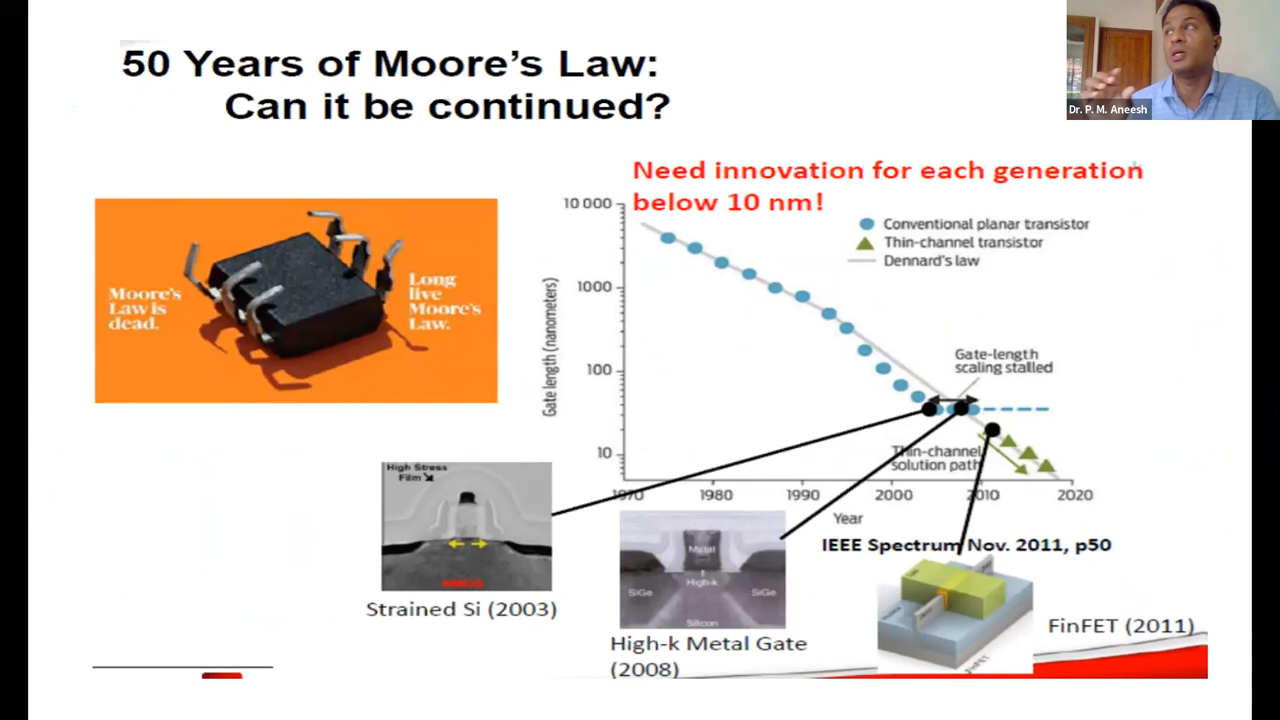 50 Years of Moore's Law:
Can it be continued?
Dr. P. M. Aneesh
Need innovation for each generation
below 10 nm!
Moore's
Law is
dead.
Long
live
Moore's
Law.
Gate length (nanometers)
10 000
1000
100
10
Conventional planar transistor
Thin-channel transistor
Dennard's law
Gate-length
scaling stalled
Thin-channel
solution path
1970
1980
1990
2000
2010
2020
Year
IEEE Spectrum Nov. 2011, p50
High Stress
Film
NMOS
Strained Si (2003)
Metal
High-k
SiGe
SiGe
Silicon
High-k Metal Gate
(2008)
FinFET
FinFET (2011)